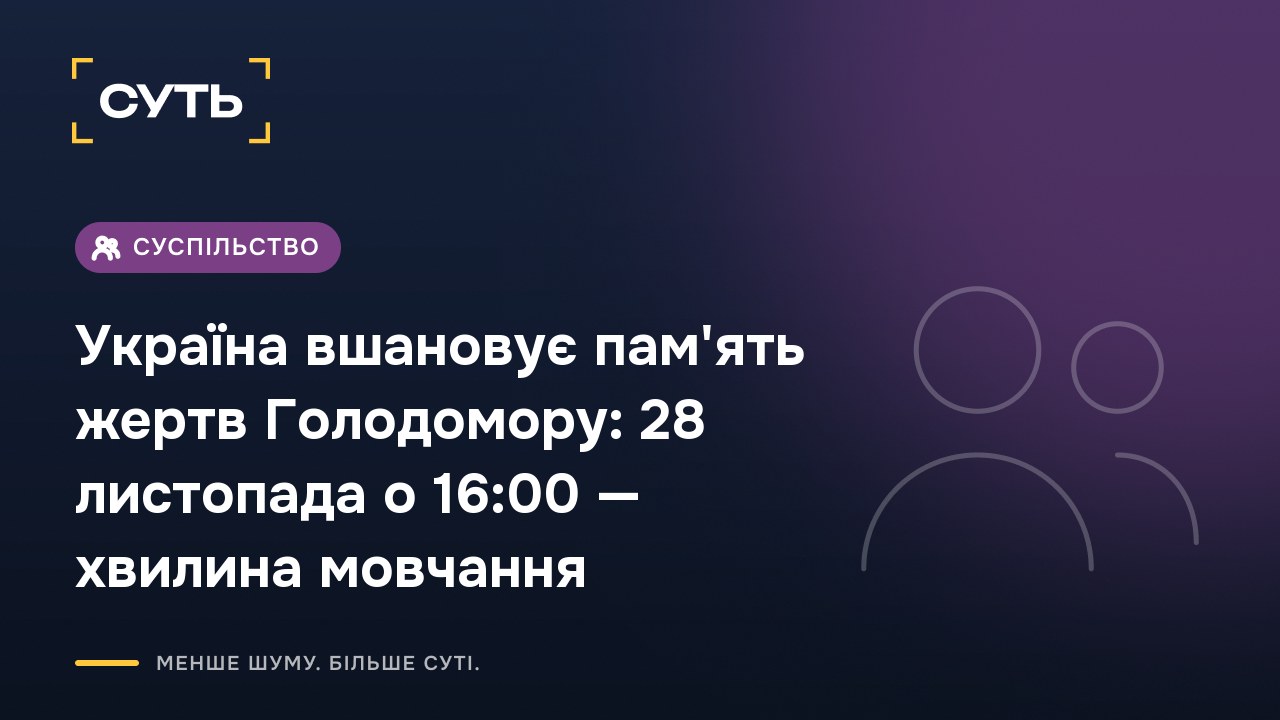 СУТЬ
СУСПІЛЬСТВО
Україна вшановує пам'ять
жертв Голодомору: 28
листопада о 16:00 —
хвилина мовчання
МЕНШЕ ШУМУ. БІЛЬШЕ СУТІ.